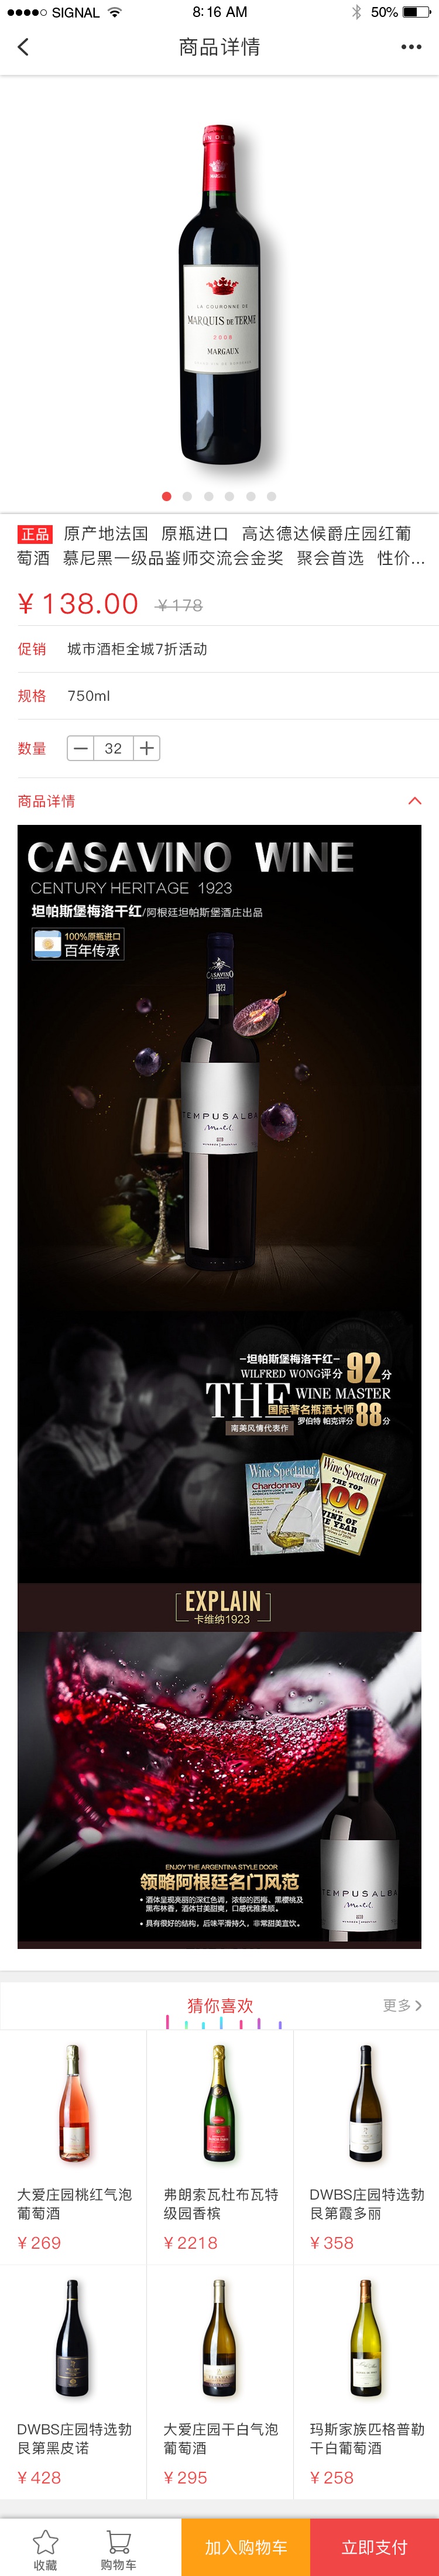 SIGNAL 8:16 AM 50%
商品详情
LA COURONNE DE
MARQUIS DE TERME
MARGAUX
正品 原产地法国 原瓶进口 高达德达候爵庄园红葡
萄酒 慕尼黑一级品鉴师交流会金奖 聚会首选 性价...
¥ 138.00 ¥ 178
促销 城市酒柜全城7折活动
规格 750ml
数量 32
商品详情
CASAVINO WINE
CENTURY HERITAGE 1923
坦帕斯堡梅洛干红/阿根廷坦帕斯堡酒庄出品
100%原瓶进口
百年传承
CASAVINO
1923
TEMPUSALBA
Merlot
–坦帕斯堡梅洛干红–
WILFRED WONG评分 92分
THE WINE MASTER
国际著名瓶酒大师
罗伯特 帕克评分 88分
南美风情代表作
Wine Spectator
Chardonnay
Wine Spectator
THE TOP
100
WINE OF
THE YEAR
EXPLAIN
卡维纳1923
ENJOY THE ARGENTINA STYLE DOOR
领略阿根廷名门风范
• 酒体呈现亮丽的深红色调，浓郁的西梅、黑樱桃及
黑布林香，酒体甘美甜爽，口感优雅柔顺。
• 具有很好的结构，后味平滑持久，非常甜美宜饮。
TEMPUSALBA
猜你喜欢
更多
大爱庄园桃红气泡
葡萄酒
¥ 269
弗朗索瓦杜布瓦特
级园香槟
¥ 2218
DWBS庄园特选勃
艮第霞多丽
¥ 358
DWBS庄园特选勃
艮第黑皮诺
¥ 428
大爱庄园干白气泡
葡萄酒
¥ 295
玛斯家族匹格普勒
干白葡萄酒
¥ 258
收藏
购物车
加入购物车
立即支付